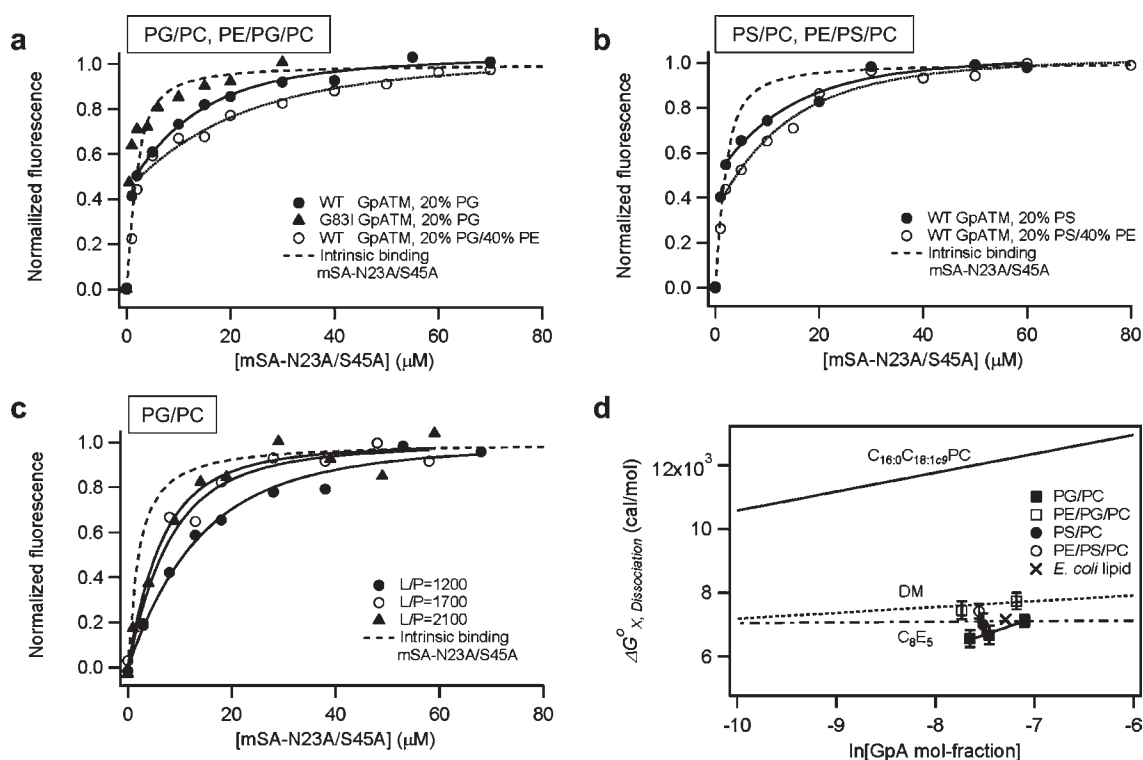 a
PG/PC, PE/PG/PC
1.0
0.8
0.6
0.4
0.2
0.0
Normailized fluorescence
WT GpATM, 20% PG
G83I GpATM, 20% PG
WT GpATM, 20% PG/40% PE
Intrinsic binding
mSA-N23A/S45A
0 20 40 60 80
[mSA-N23A/S45A] (μM)
b
PS/PC, PE/PS/PC
1.0
0.8
0.6
0.4
0.2
0.0
Normalized fluorescence
WT GpATM, 20% PS
WT GpATM, 20% PS/40% PE
Intrinsic binding
mSA-N23A/S45A
0 20 40 60 80
[mSA-N23A/S45A] (μM)
c
PG/PC
1.0
0.8
0.6
0.4
0.2
0.0
Normalized fluorescence
L/P=1200
L/P=1700
L/P=2100
Intrinsic binding
mSA-N23A/S45A
0 20 40 60 80
[mSA-N23A/S45A] (μM)
d
12x10³
10
8
6
ΔG°X, Dissociation (cal/mol)
C16:0C18:1c9PC
PG/PC
PE/PG/PC
PS/PC
PE/PS/PC
E. coli lipid
DM
C8E5
-10 -8 -7 -6
ln[GpA mol-fraction]